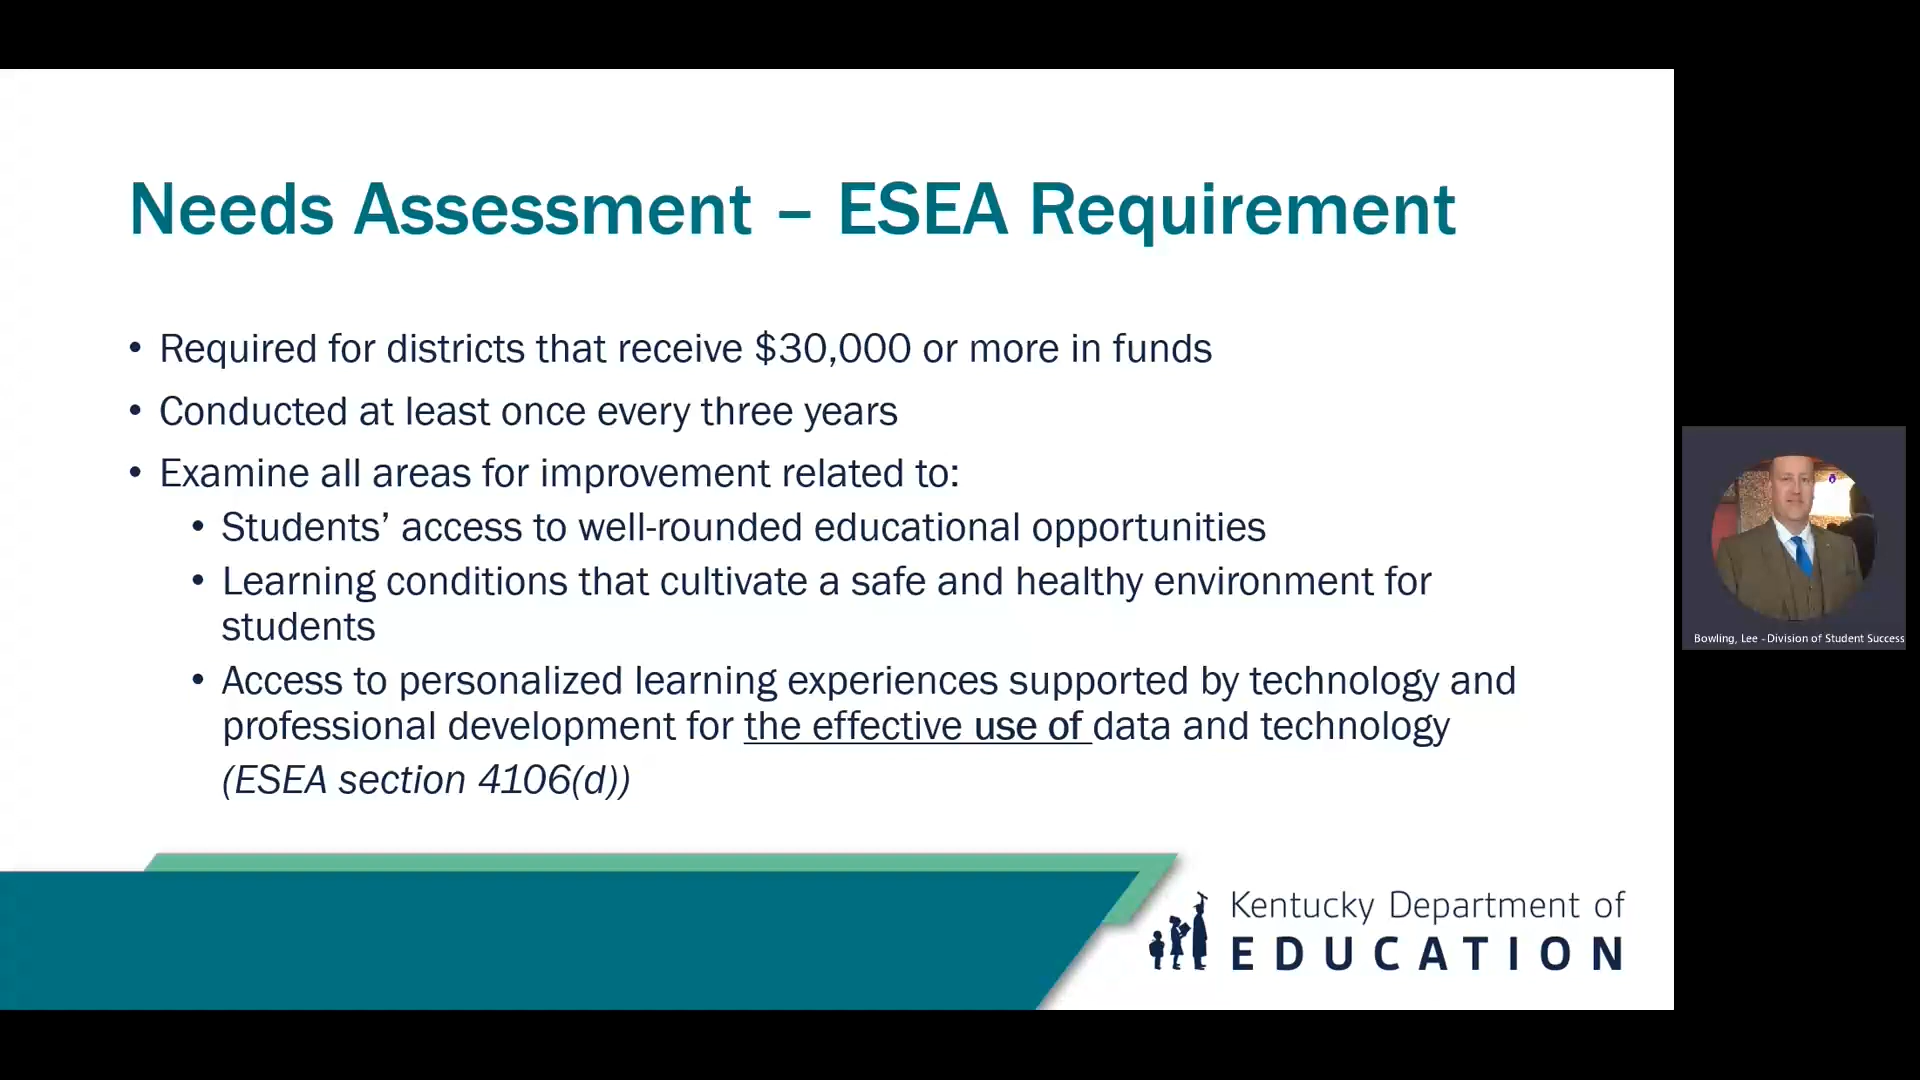 Needs Assessment – ESEA Requirement
• Required for districts that receive $30,000 or more in funds
• Conducted at least once every three years
• Examine all areas for improvement related to:
• Students’ access to well-rounded educational opportunities
• Learning conditions that cultivate a safe and healthy environment for
students
• Access to personalized learning experiences supported by technology and
professional development for the effective use of data and technology
(ESEA section 4106(d))
Kentucky Department of
EDUCATION
Bowling, Lee - Division of Student Success